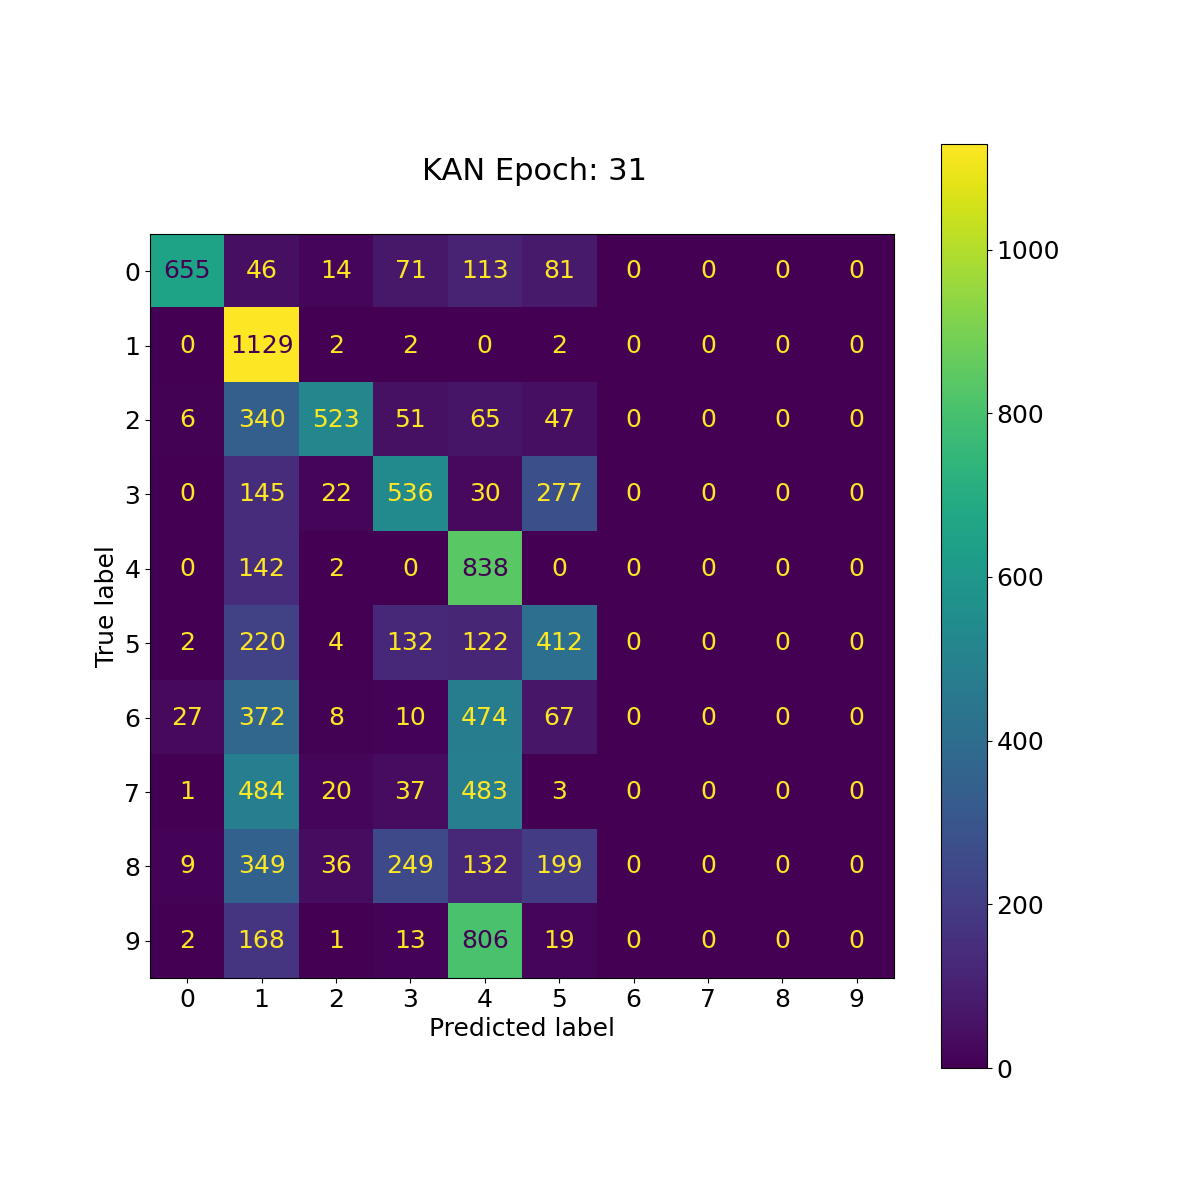 KAN Epoch: 31
0 655 46 14 71 113 81 0 0 0 0
1 0 1129 2 2 0 2 0 0 0 0
2 6 340 523 51 65 47 0 0 0 0
3 0 145 22 536 30 277 0 0 0 0
4 0 142 2 0 838 0 0 0 0 0
5 2 220 4 132 122 412 0 0 0 0
6 27 372 8 10 474 67 0 0 0 0
7 1 484 20 37 483 3 0 0 0 0
8 9 349 36 249 132 199 0 0 0 0
9 2 168 1 13 806 19 0 0 0 0
0 1 2 3 4 5 6 7 8 9
True label
Predicted label
1000
800
600
400
200
0